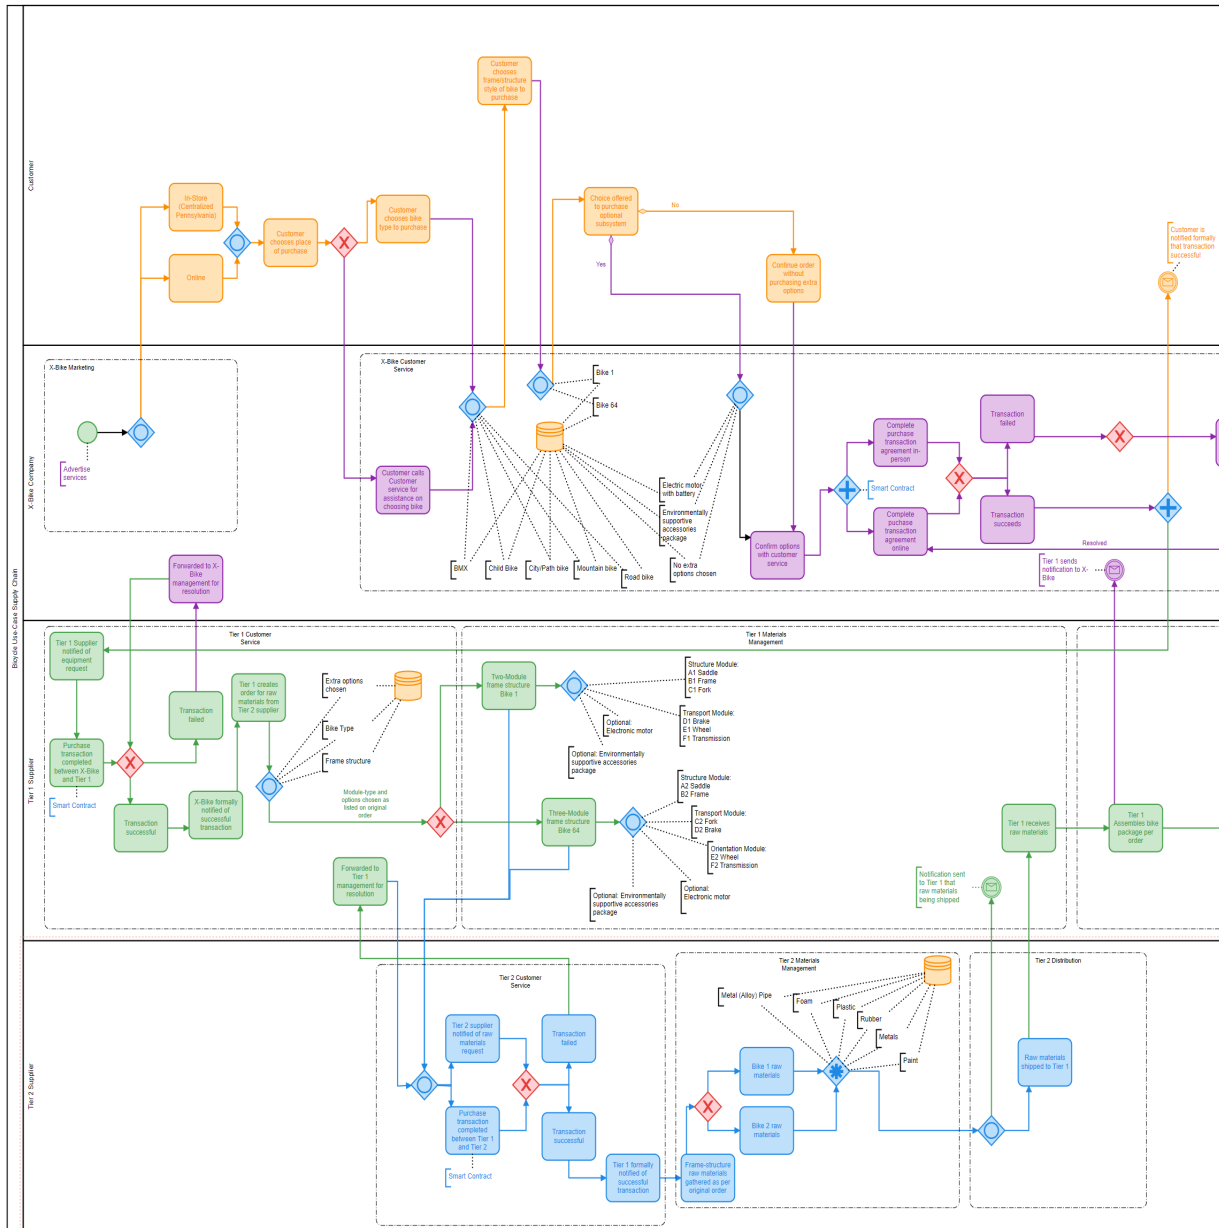 Bicycle Use-Case Supply Chain
Customer
Customer
chooses
frame/structure
style of bike to
purchase
In-Store
(Centralized
Pennsylvania)
Online
Customer
chooses place
of purchase
Customer
chooses bike
type to purchase
Choice offered
to purchase
optional
subsystem
No
Yes
Continue order
without
purchasing extra
options
Customer is
notified formally
that transaction
successful
X-Bike Company
X-Bike Marketing
Advertise
services
X-Bike Customer
Service
Customer calls
Customer
service for
assistance on
choosing bike
Bike 1
Bike 64
Electric motor
with battery
Environmentally
supportive
accessories
package
No extra
options chosen
BMX
Child Bike
City/Path bike
Mountain bike
Road bike
Confirm options
with customer
service
Smart Contract
Complete
purchase
transaction
agreement in-
person
Complete
puchase
transaction
agreement
online
Transaction
failed
Transaction
succeeds
Resolved
Tier 1 sends
notification to X-
Bike
Forwarded to X-
Bike
management for
resolution
Tier 1 Supplier
Tier 1 Customer
Service
Tier 1 Supplier
notified of
equipment
request
Purchase
transaction
completed
between X-Bike
and Tier 1
Smart Contract
Transaction
failed
Transaction
successful
Tier 1 creates
order for raw
materials from
Tier 2 supplier
X-Bike formally
notified of
successful
transaction
Extra options
chosen
Bike Type
Frame structure
Module-type and
options chosen as
listed on original
order
Forwarded to
Tier 1
management for
resolution
Tier 1 Materials
Management
Two-Module
frame structure
Bike 1
Structure Module:
A1 Saddle
B1 Frame
C1 Fork
Transport Module:
D1 Brake
E1 Wheel
F1 Transmission
Optional:
Electronic motor
Optional: Environmentally
supportive accessories
package
Three-Module
frame structure
Bike 64
Structure Module:
A2 Saddle
B2 Frame
Transport Module:
C2 Fork
D2 Brake
Orientation Module:
E2 Wheel
F2 Transmission
Optional:
Electronic motor
Optional: Environmentally
supportive accessories
package
Notification sent
to Tier 1 that
raw materials
being shipped
Tier 1 receives
raw materials
Tier 1
Assembles bike
package per
order
Tier 2 Supplier
Tier 2 Customer
Service
Tier 2 supplier
notified of raw
materials
request
Purchase
transaction
completed
between Tier 1
and Tier 2
Smart Contract
Transaction
failed
Transaction
successful
Tier 1 formally
notified of
successful
transaction
Tier 2 Materials
Management
Metal (Alloy) Pipe
Foam
Plastic
Rubber
Metals
Paint
Bike 1 raw
materials
Bike 2 raw
materials
Frame-structure
raw materials
gathered as per
original order
Tier 2 Distribution
Raw materials
shipped to Tier 1